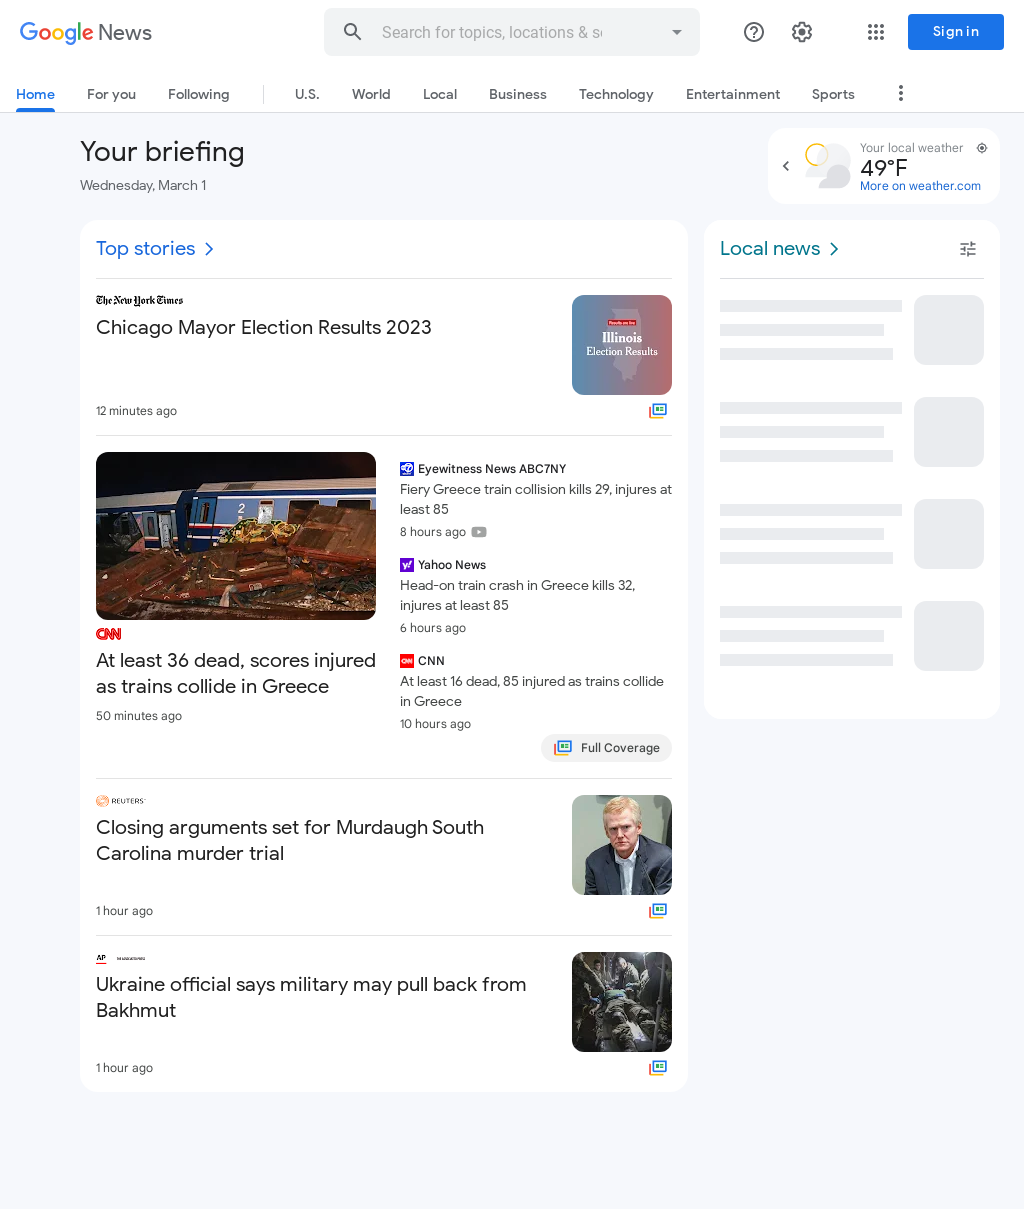 Google News
Search for topics, locations & so
Sign in
Home
For you
Following
U.S.
World
Local
Business
Technology
Entertainment
Sports
Your briefing
Wednesday, March 1
Your local weather
49°F
More on weather.com
Top stories
The New York Times
Chicago Mayor Election Results 2023
12 minutes ago
Results are live
Illinois
Election Results
2
CNN
At least 36 dead, scores injured
as trains collide in Greece
50 minutes ago
Eyewitness News ABC7NY
Fiery Greece train collision kills 29, injures at
least 85
8 hours ago
Yahoo News
Head-on train crash in Greece kills 32,
injures at least 85
6 hours ago
CNN
CNN
At least 16 dead, 85 injured as trains collide
in Greece
10 hours ago
Full Coverage
REUTERS
Closing arguments set for Murdaugh South
Carolina murder trial
1 hour ago
AP
Ukraine official says military may pull back from
Bakhmut
1 hour ago
Local news